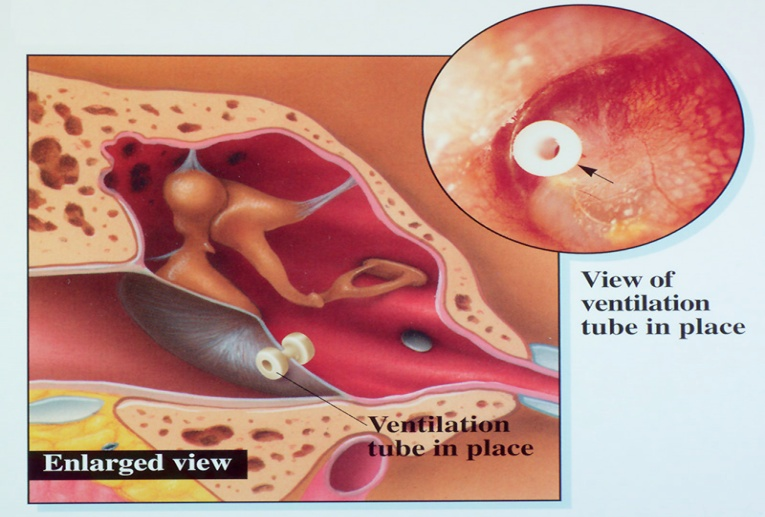 View of
ventilation
tube in place
Ventilation
tube in place
Enlarged view